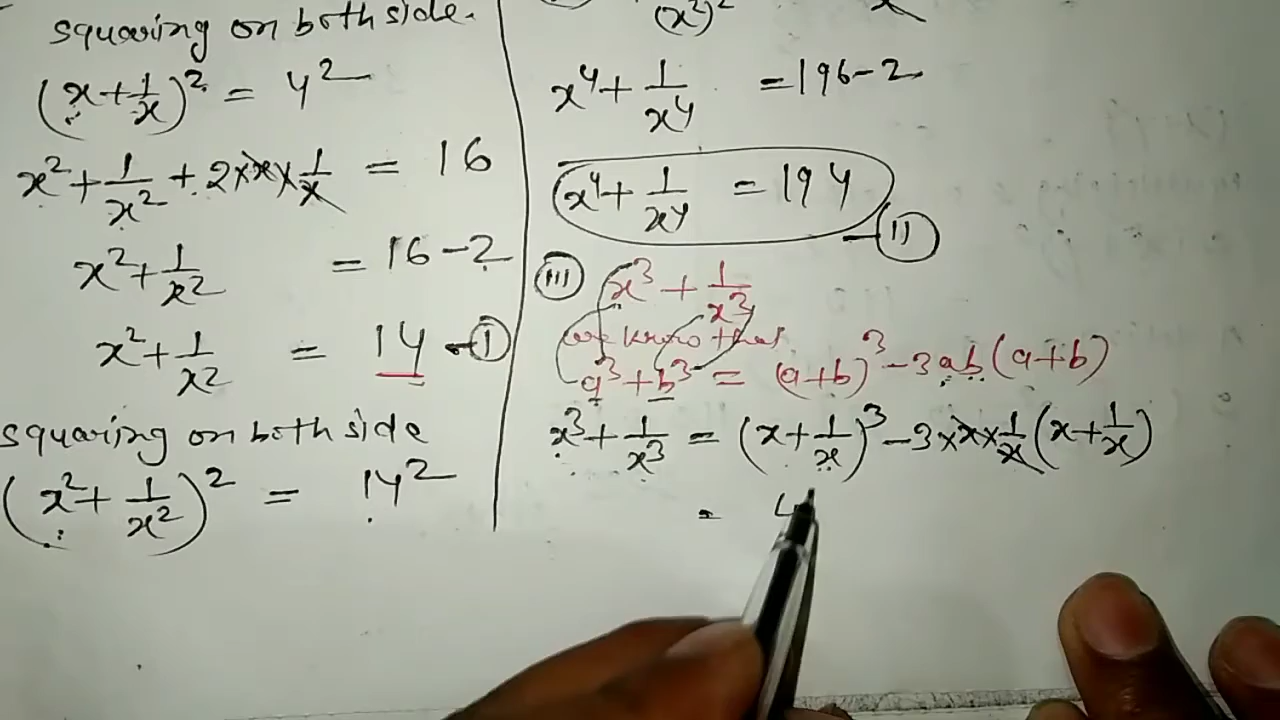 squaring on both side.
(x+1/x)² = 4²
x²+1/x²+2×x×1/x = 16
x²+1/x² = 16-2
x²+1/x² = 14 - (I)
squaring on both side
(x²+1/x²)² = 14²
(x²)²
x⁴+1/x⁴ = 196-2
x⁴+1/x⁴ = 194
-(II)
(III) x³+1/x³
we know that
a³+b³ = (a+b)³-3ab(a+b)
x³+1/x³ = (x+1/x)³-3×x×1/x(x+1/x)
= 4